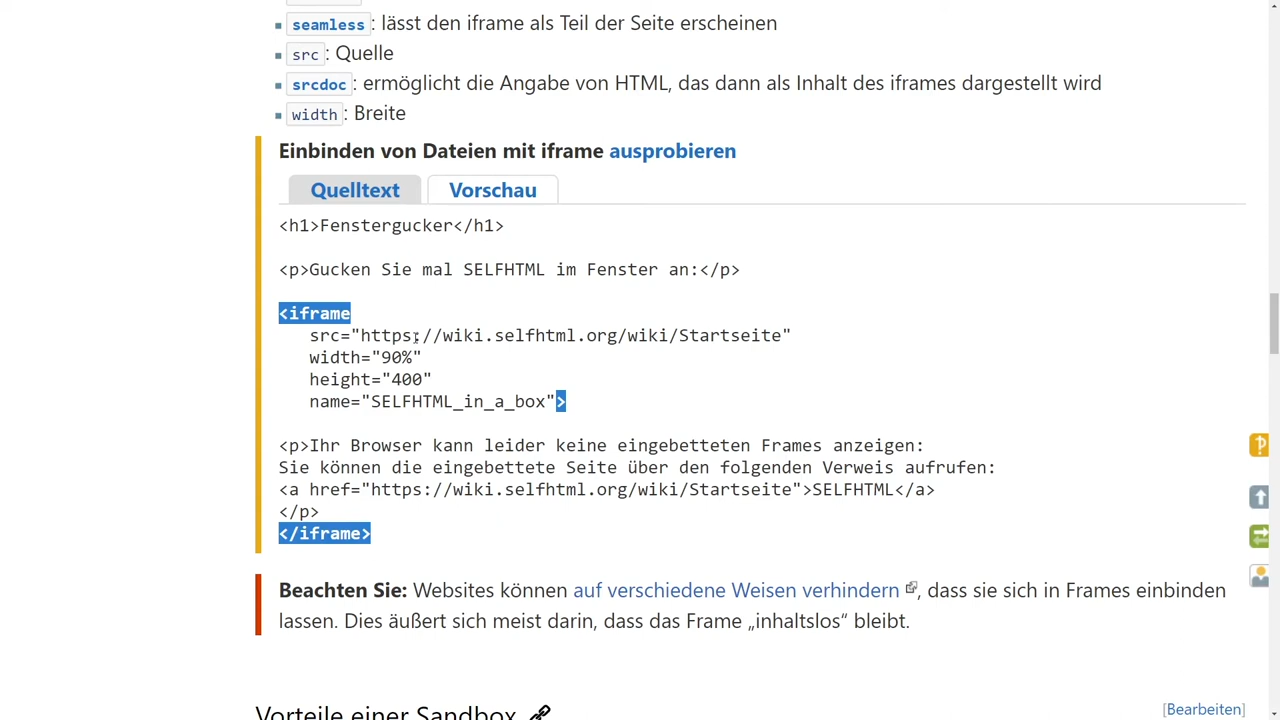 seamless: lässt den iframe als Teil der Seite erscheinen
src: Quelle
srcdoc: ermöglicht die Angabe von HTML, das dann als Inhalt des iframes dargestellt wird
width: Breite
Einbinden von Dateien mit iframe ausprobieren
Quelltext Vorschau
<h1>Fenstergucker</h1>
<p>Gucken Sie mal SELFHTML im Fenster an:</p>
<iframe
src="https://wiki.selfhtml.org/wiki/Startseite"
width="90%"
height="400"
name="SELFHTML_in_a_box">
<p>Ihr Browser kann leider keine eingebetteten Frames anzeigen:
Sie können die eingebettete Seite über den folgenden Verweis aufrufen:
<a href="https://wiki.selfhtml.org/wiki/Startseite">SELFHTML</a>
</p>
</iframe>
Beachten Sie: Websites können auf verschiedene Weisen verhindern, dass sie sich in Frames einbinden
lassen. Dies äußert sich meist darin, dass das Frame „inhaltslos“ bleibt.
Vorteile einer Sandbox [Bearbeiten]